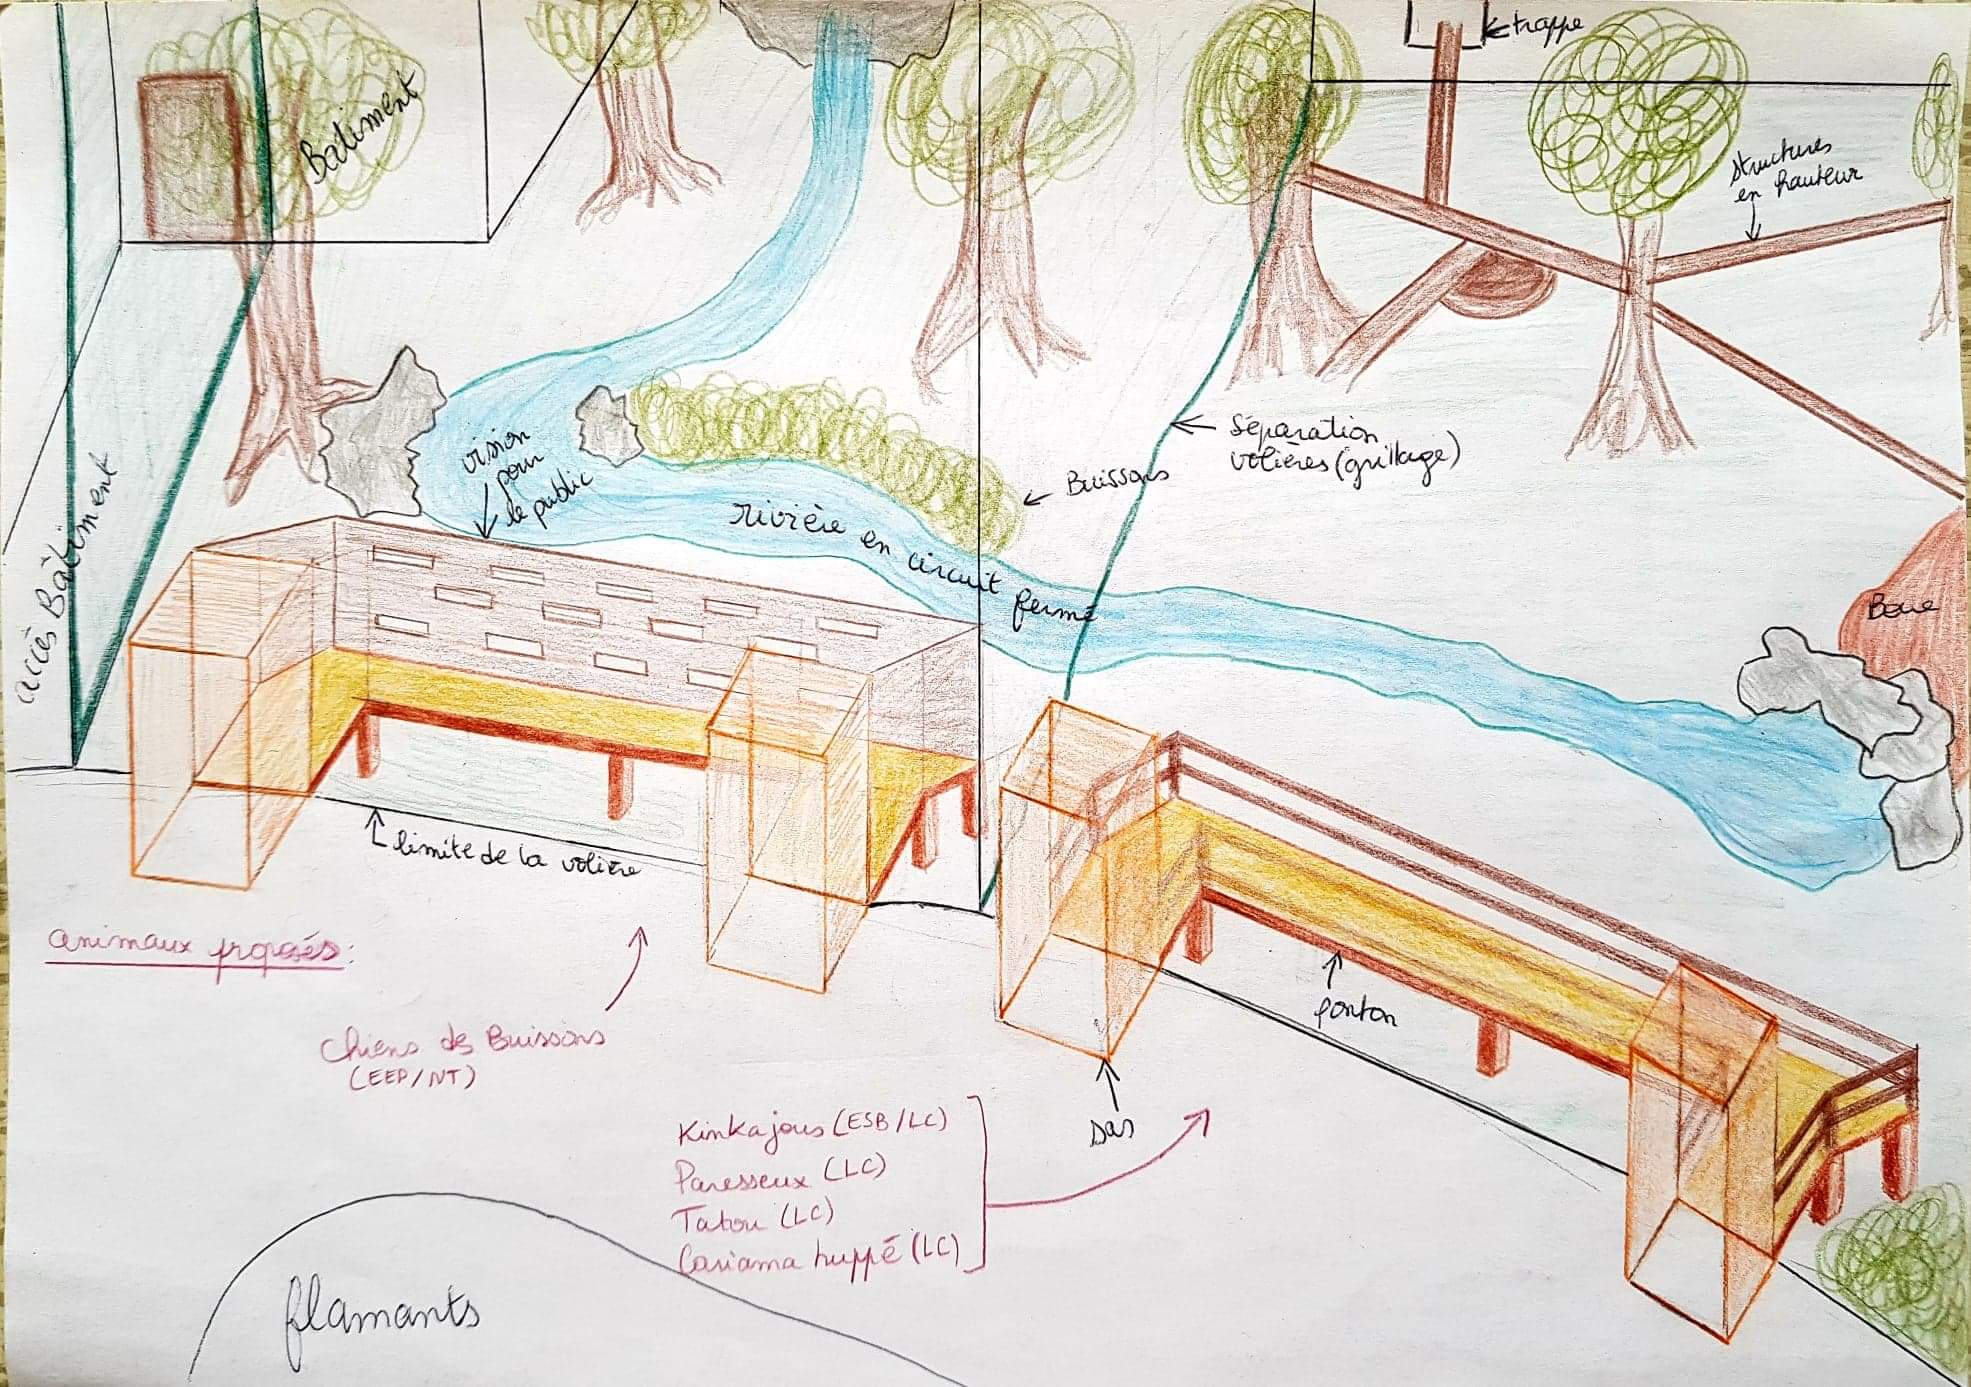 trappe
Bâtiment
structures
en hauteur
Séparation
volières (grillage)
vision
pour
le public
Buissons
rivière en circuit fermé
accès Bâtiment
Boue
limite de la volière
animaux proposés:
ponton
Chiens des Buissons
(EEP/NT)
sas
Kinkajous (ESB/LC)
Paresseux (LC)
Tatou (LC)
Cariama huppé (LC)
flamants